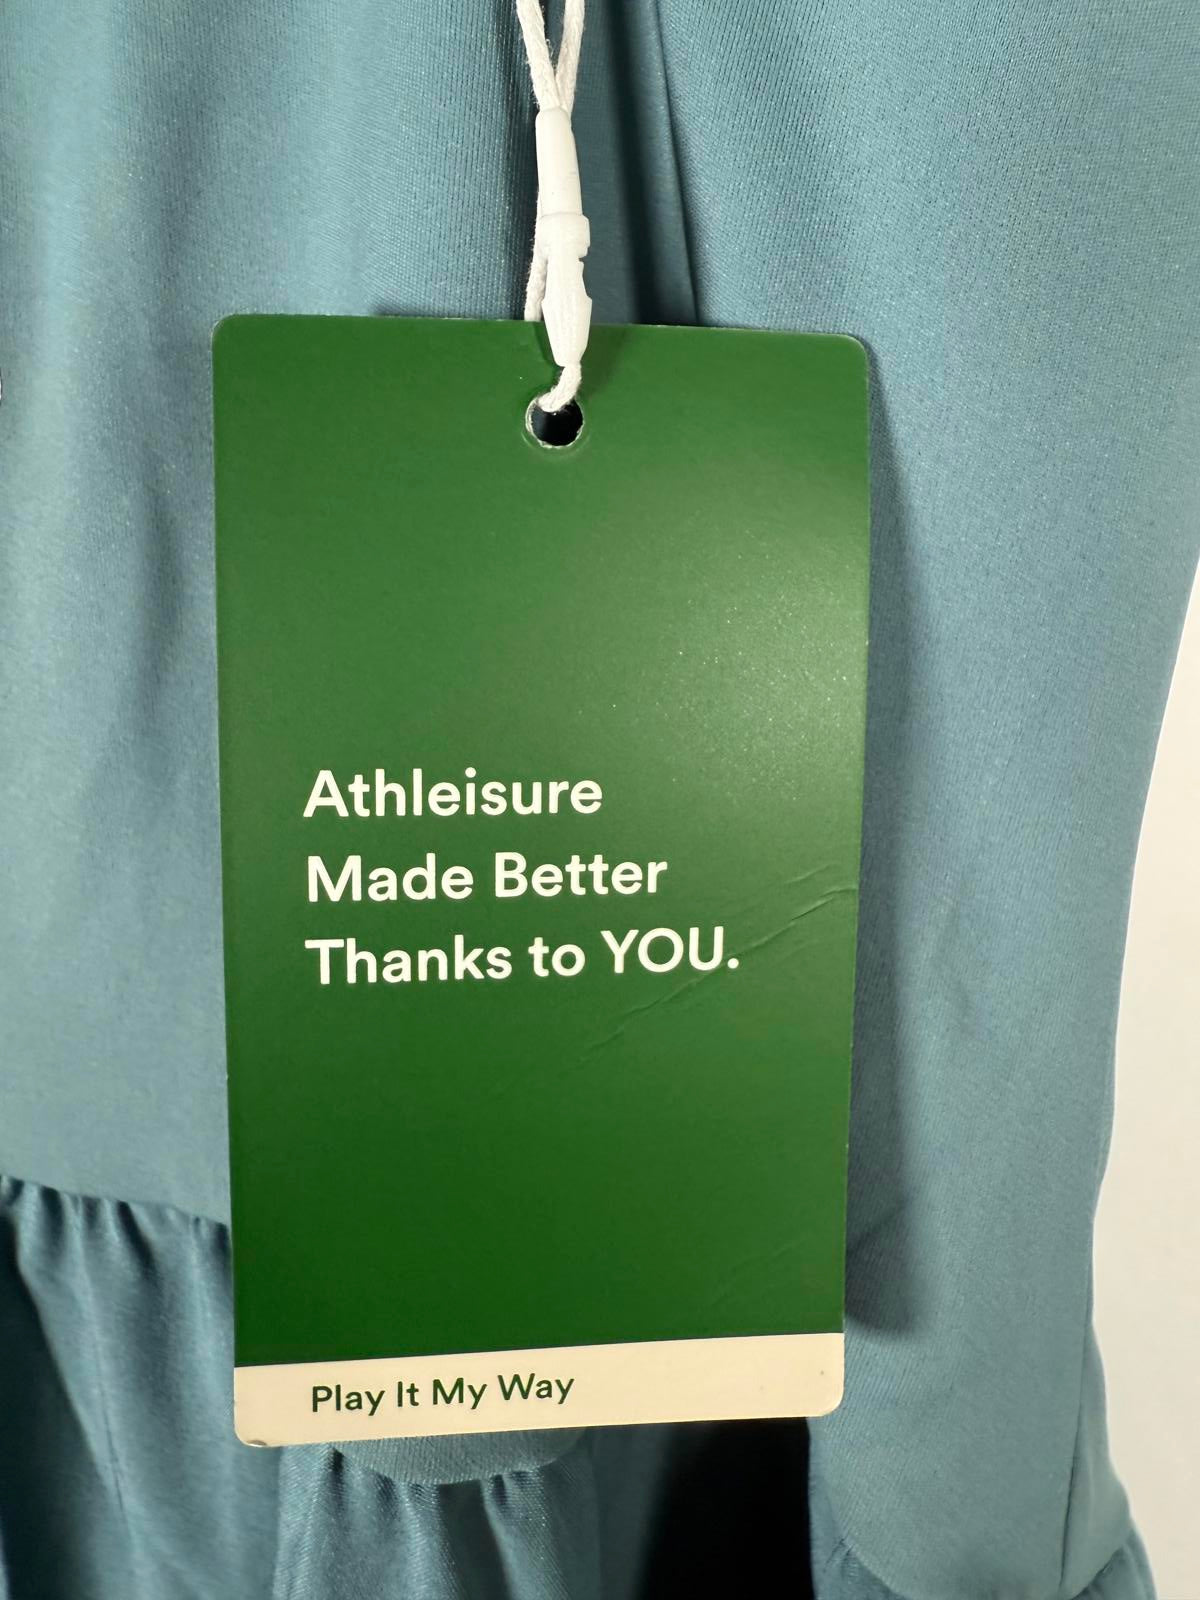 Athleisure
Made Better
Thanks to YOU.
Play It My Way